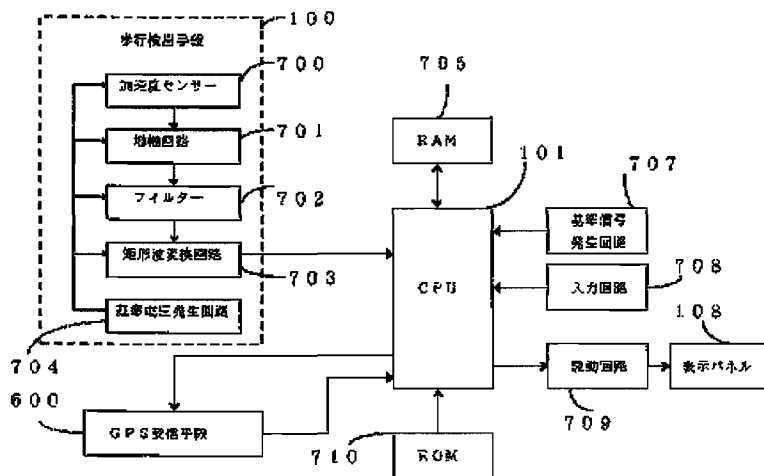 100
歩行検出手段
700
加速度センサー
701
増幅回路
702
フィルター
703
矩形波変換回路
704
駆動電圧発生回路
705
RAM
101
CPU
707
基準信号
発生回路
708
入力回路
108
駆動回路
表示パネル
709
600
GPS受信手段
710
ROM